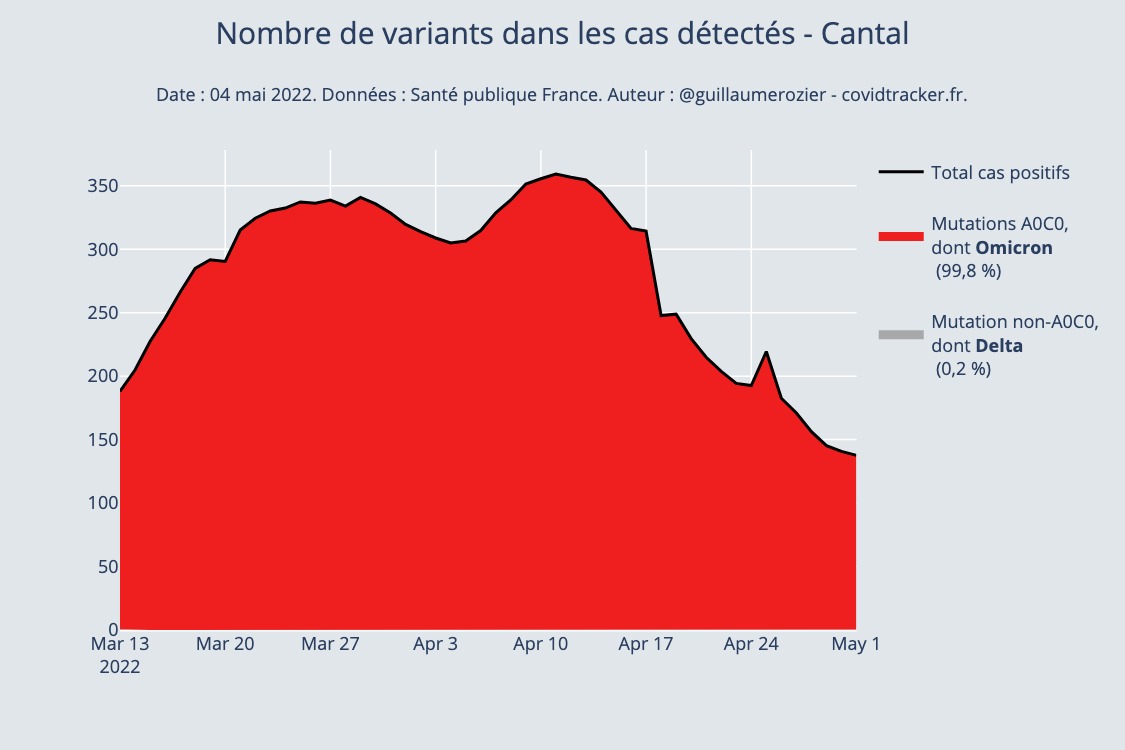 Nombre de variants dans les cas détectés - Cantal
Date : 04 mai 2022. Données : Santé publique France. Auteur : @guillaumerozier - covidtracker.fr.
Total cas positifs
Mutations A0C0,
dont Omicron
(99,8 %)
Mutation non-A0C0,
dont Delta
(0,2 %)
350
300
250
200
150
100
50
0
Mar 13 Mar 20 Mar 27 Apr 3 Apr 10 Apr 17 Apr 24 May 1
2022